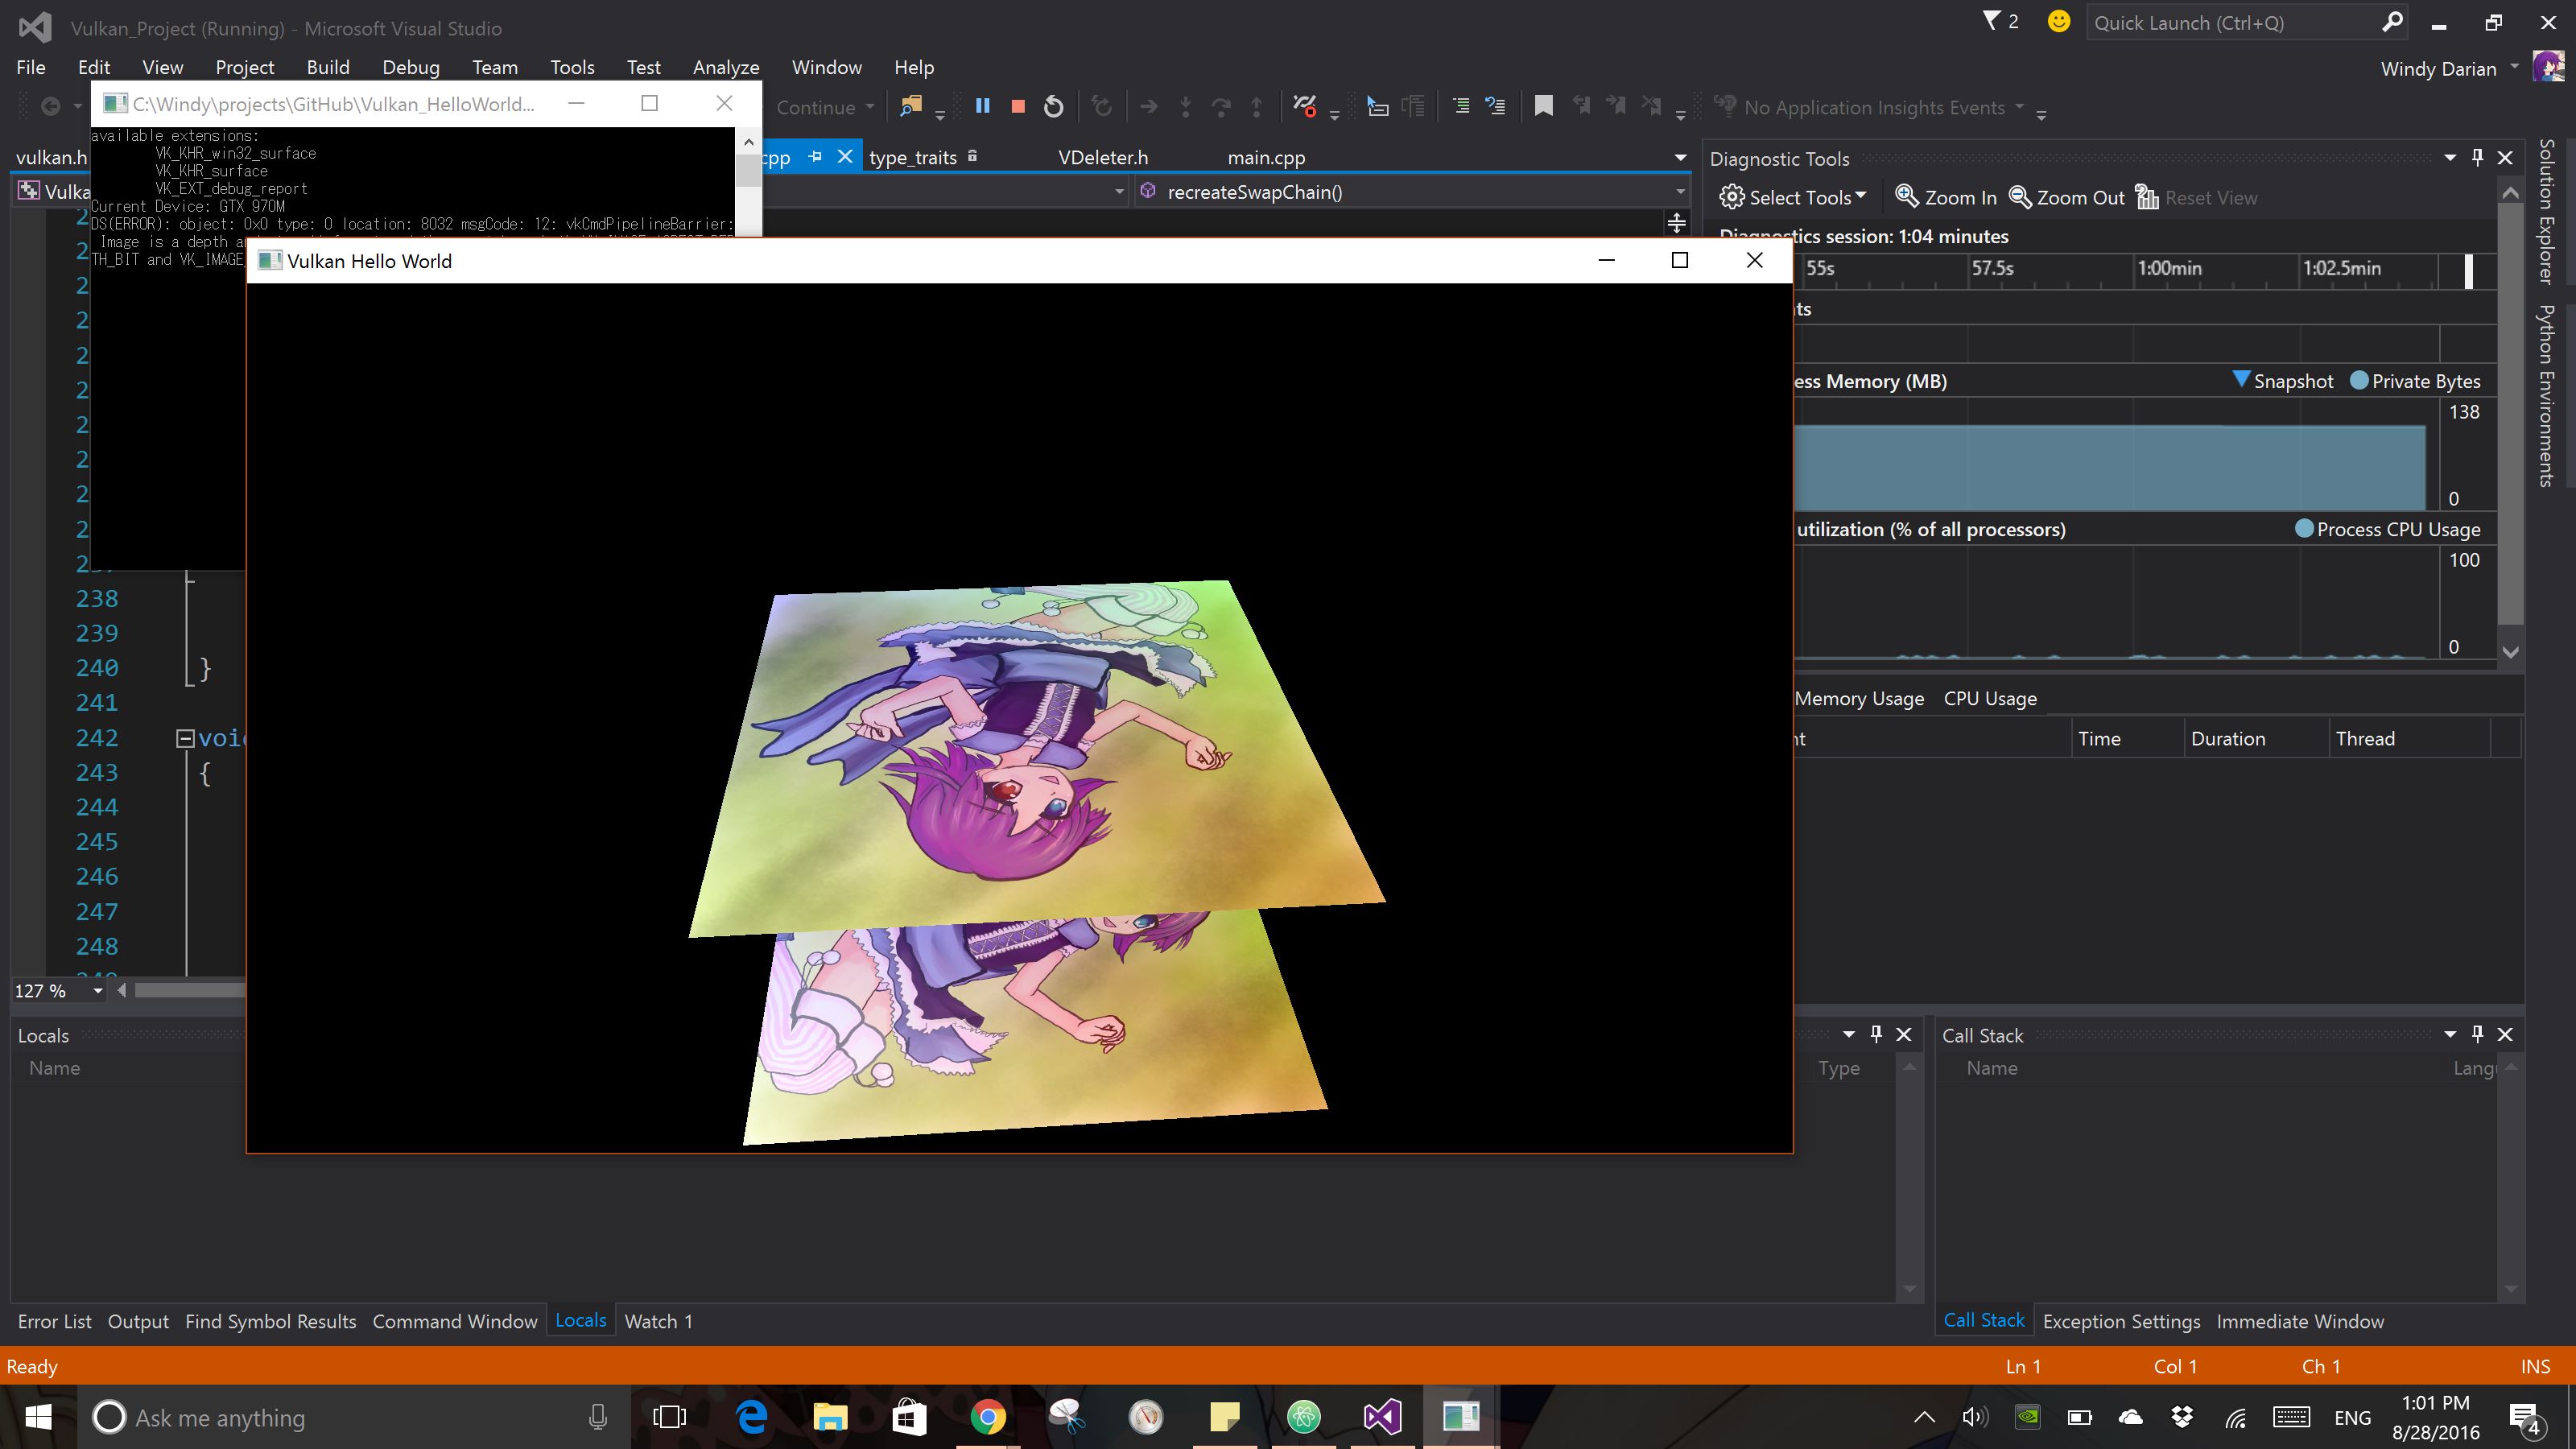 Vulkan_Project (Running) - Microsoft Visual Studio
2
Quick Launch (Ctrl+Q)
File Edit View Project Build Debug Team Tools Test Analyze Window Help
Windy Darian
C:\Windy\projects\GitHub\Vulkan_HelloWorld...
Continue
No Application Insights Events
available extensions:
VK_KHR_win32_surface
VK_KHR_surface
VK_EXT_debug_report
Current Device: GTX 970M
DS(ERROR): object: 0x0 type: 0 location: 8032 msgCode: 12: vkCmdPipelineBarrier:
Image is a depth
TH_BIT and VK_IMAGE
vulkan.h
cpp
type_traits
VDeleter.h
main.cpp
Vulka
recreateSwapChain()
Vulkan Hello World
Diagnostic Tools
Select Tools Zoom In Zoom Out Reset View
Diagnostics session: 1:04 minutes
55s 57.5s 1:00min 1:02.5min
ts
ess Memory (MB) Snapshot Private Bytes
138
0
utilization (% of all processors) Process CPU Usage
100
0
Memory Usage CPU Usage
nt Time Duration Thread
Solution Explorer
Python Environments
238
239
240 }
241
242 voi
243 {
244
245
246
247
248
127 %
Locals
Name
Type
Call Stack
Name
Langu
Error List Output Find Symbol Results Command Window Locals Watch 1
Call Stack Exception Settings Immediate Window
Ready
Ln 1 Col 1 Ch 1 INS
Ask me anything
ENG
1:01 PM
8/28/2016
4